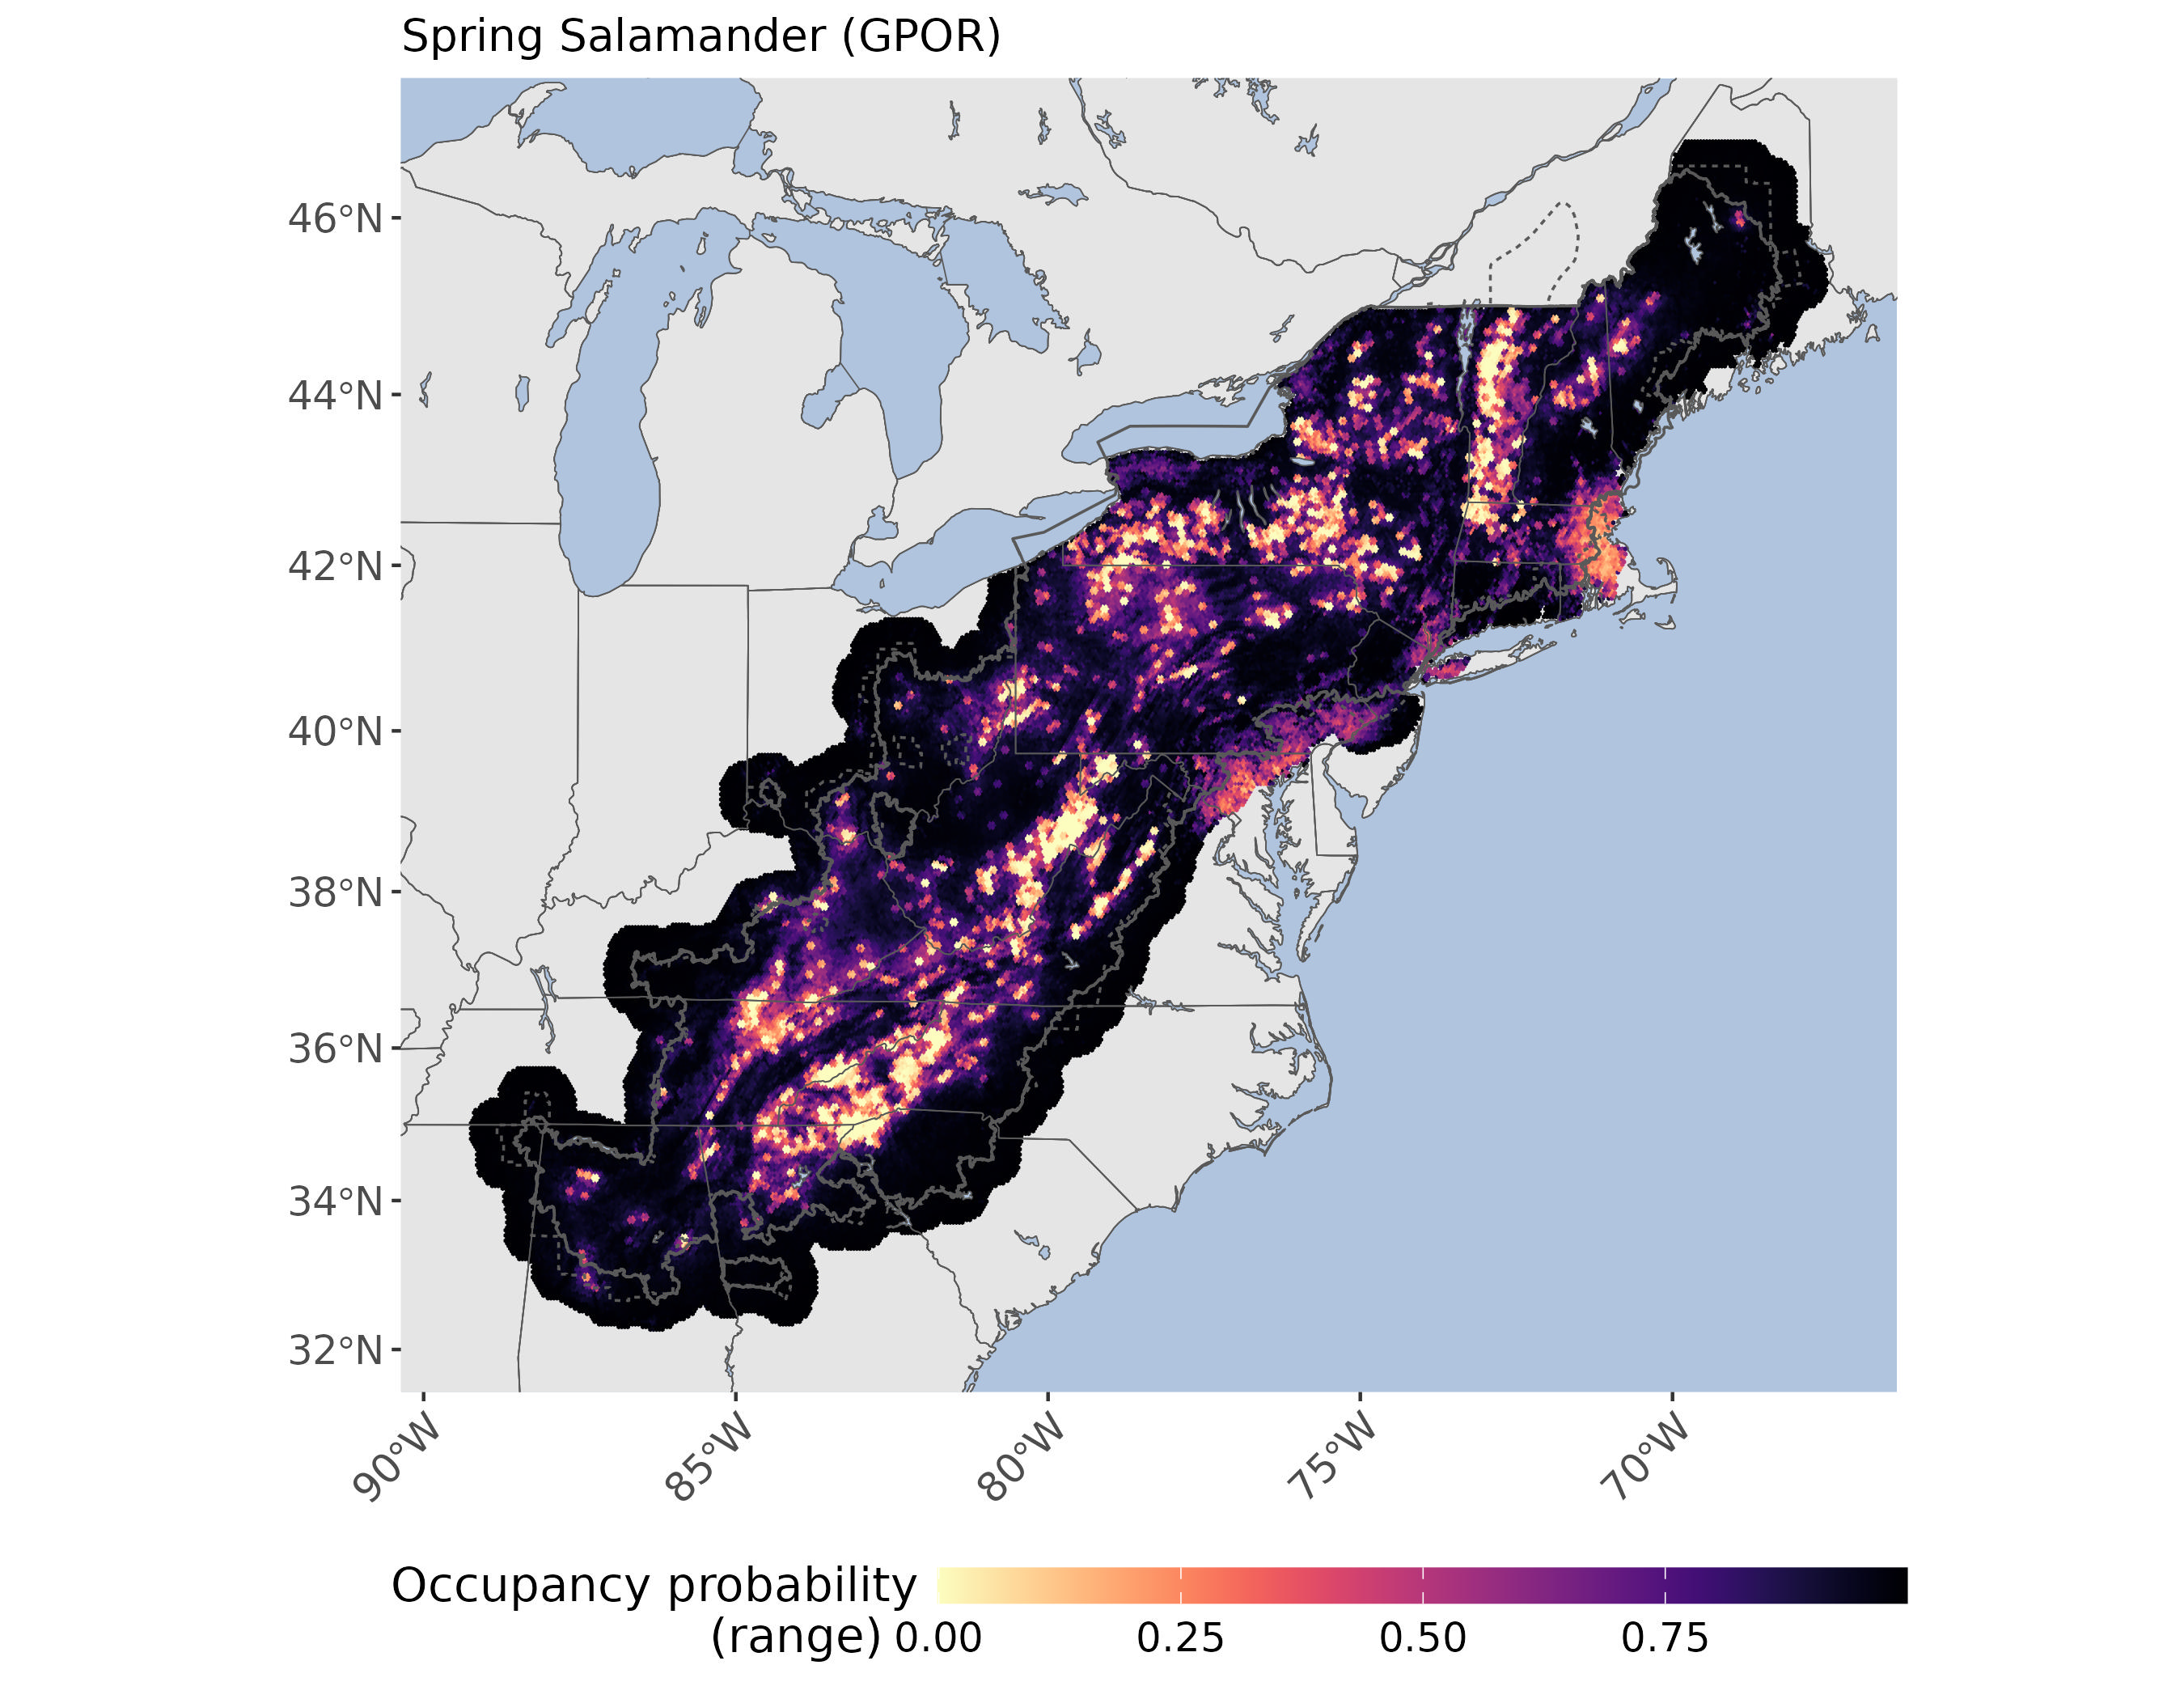 Spring Salamander (GPOR)
46°N
44°N
42°N
40°N
38°N
36°N
34°N
32°N
90°W
85°W
80°W
75°W
70°W
Occupancy probability
(range)
0.00
0.25
0.50
0.75